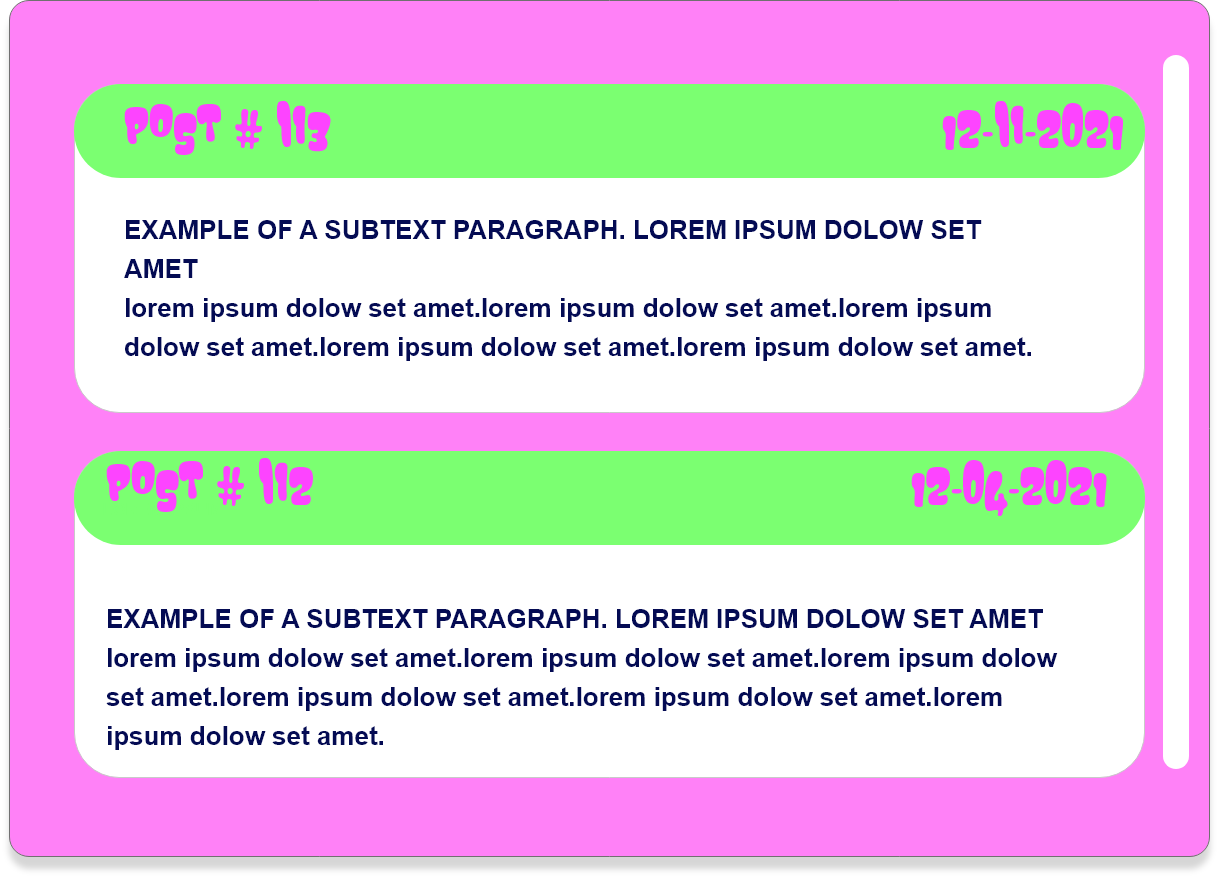 POST # 113
12-11-2021
EXAMPLE OF A SUBTEXT PARAGRAPH. LOREM IPSUM DOLOW SET
AMET
lorem ipsum dolow set amet.lorem ipsum dolow set amet.lorem ipsum
dolow set amet.lorem ipsum dolow set amet.lorem ipsum dolow set amet.
POST # 112
12-04-2021
EXAMPLE OF A SUBTEXT PARAGRAPH. LOREM IPSUM DOLOW SET AMET
lorem ipsum dolow set amet.lorem ipsum dolow set amet.lorem ipsum dolow
set amet.lorem ipsum dolow set amet.lorem ipsum dolow set amet.lorem
ipsum dolow set amet.